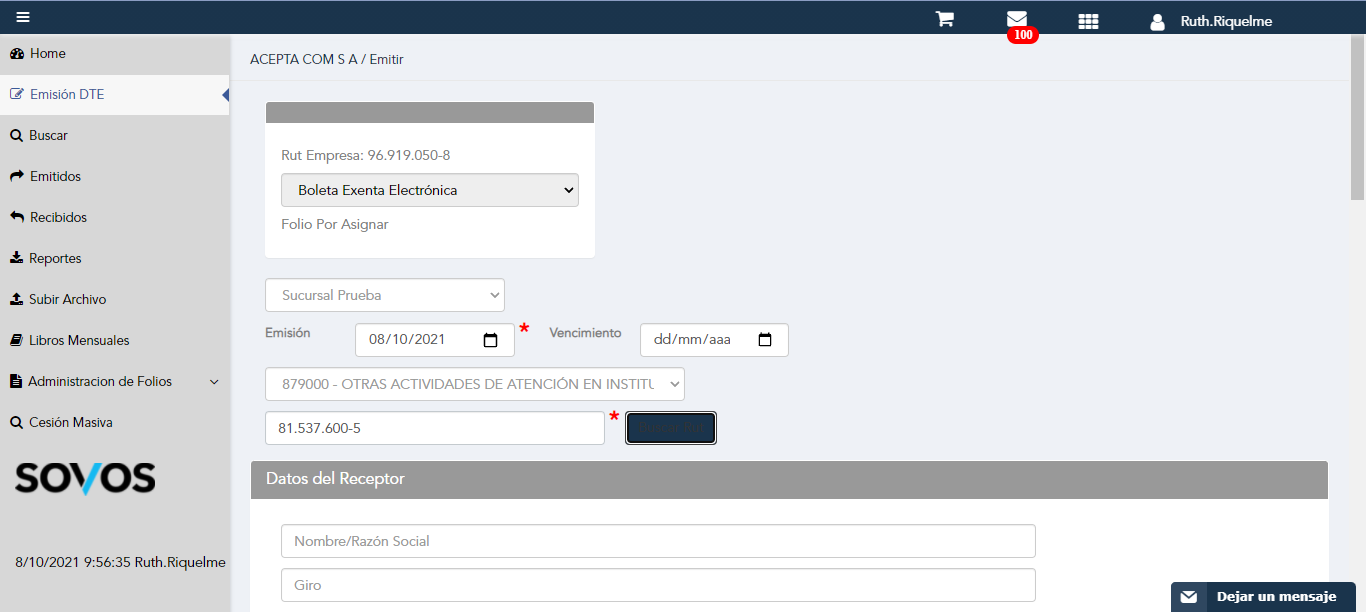 Ruth.Riquelme
100
Home
Emisión DTE
Buscar
Emitidos
Recibidos
Reportes
Subir Archivo
Libros Mensuales
Administracion de Folios
Cesión Masiva
sovos
8/10/2021 9:56:35 Ruth.Riquelme
ACEPTA COM S A / Emitir
Rut Empresa: 96.919.050-8
Boleta Exenta Electrónica
Folio Por Asignar
Sucursal Prueba
Emisión 08/10/2021 * Vencimiento dd/mm/aaa
879000 - OTRAS ACTIVIDADES DE ATENCIÓN EN INSTITU
81.537.600-5 *
Datos del Receptor
Nombre/Razón Social
Giro
Dejar un mensaje